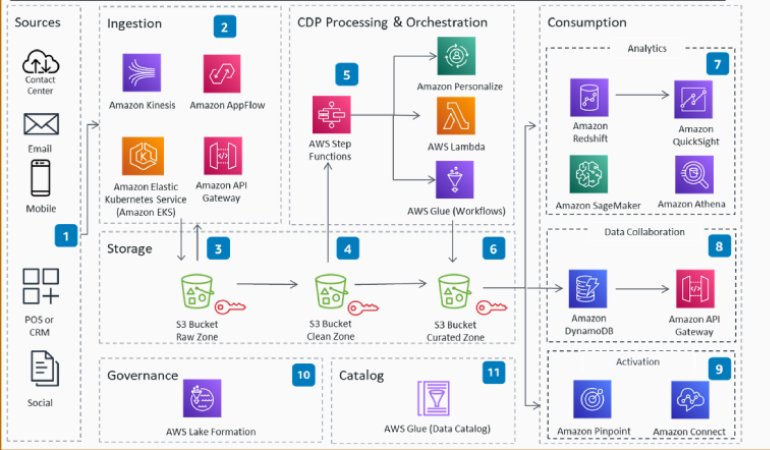 Sources
Contact
Center
Email
Mobile
1
POS or
CRM
Social
Ingestion
2
Amazon Kinesis
Amazon AppFlow
Amazon Elastic
Kubernetes Service
(Amazon EKS)
Amazon API
Gateway
CDP Processing & Orchestration
5
AWS Step
Functions
Amazon Personalize
AWS Lambda
AWS Glue (Workflows)
Storage
3
S3 Bucket
Raw Zone
4
S3 Bucket
Clean Zone
6
S3 Bucket
Curated Zone
Governance
10
AWS Lake Formation
Catalog
11
AWS Glue (Data Catalog)
Consumption
Analytics
7
Amazon
Redshift
Amazon
QuickSight
Amazon SageMaker
Amazon Athena
Data Collaboration
8
Amazon
DynamoDB
Amazon API
Gateway
Activation
9
Amazon Pinpoint
Amazon Connect